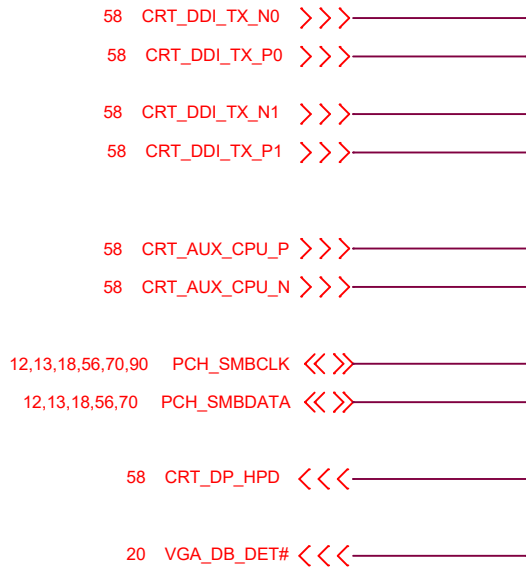 58 CRT_DDI_TX_N0
58 CRT_DDI_TX_P0
58 CRT_DDI_TX_N1
58 CRT_DDI_TX_P1
58 CRT_AUX_CPU_P
58 CRT_AUX_CPU_N
12,13,18,56,70,90 PCH_SMBCLK
12,13,18,56,70 PCH_SMBDATA
58 CRT_DP_HPD
20 VGA_DB_DET#